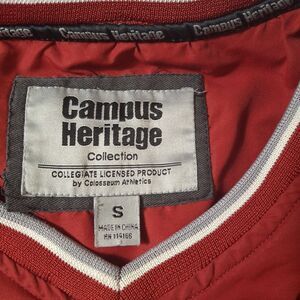 Campus Heritage
Campus Heritage
Campus
Heritage
Collection
COLLEGIATE LICENSED PRODUCT
by Colosseum Athletics
S
MADE IN CHINA
RN 114166